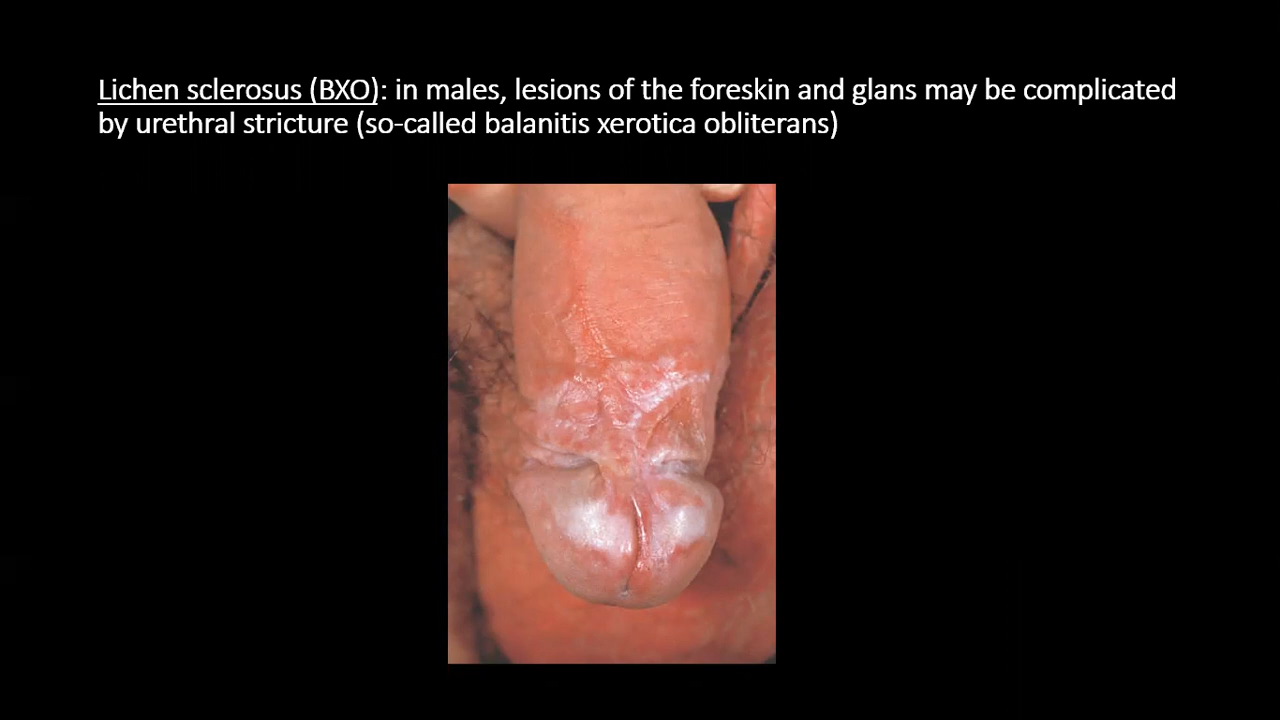 Lichen sclerosus (BXO): in males, lesions of the foreskin and glans may be complicated
by urethral stricture (so-called balanitis xerotica obliterans)